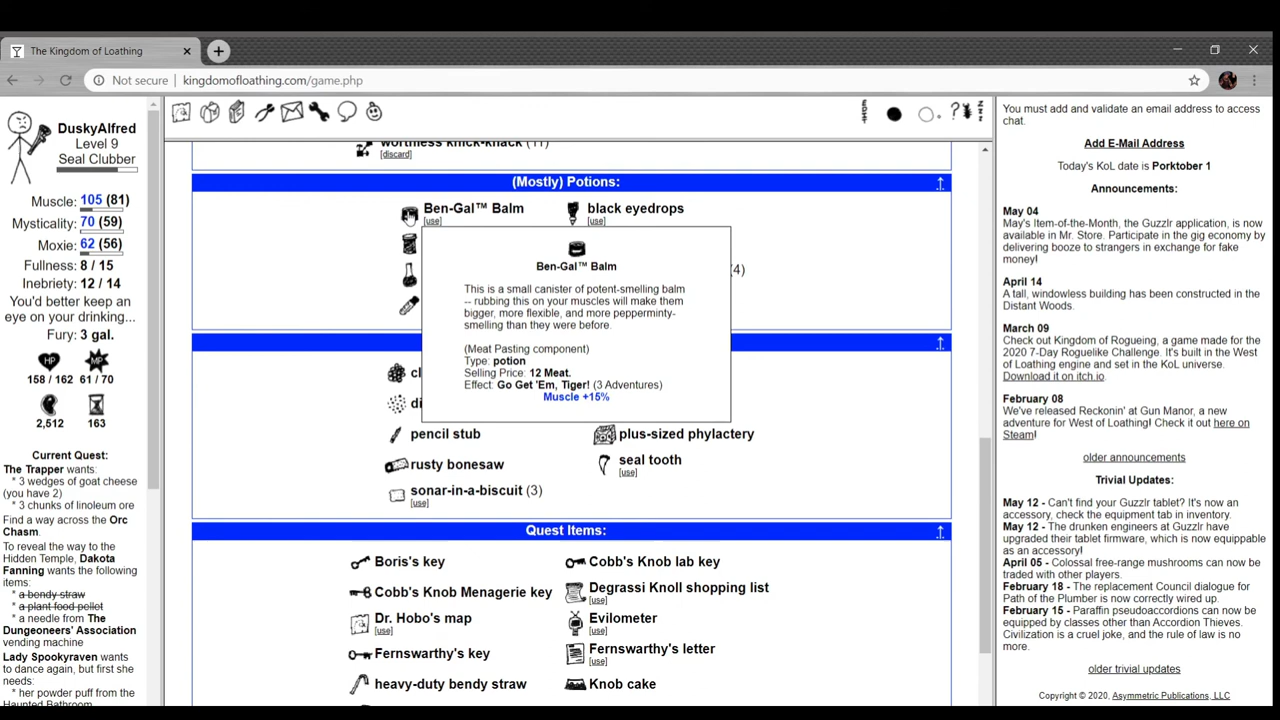 The Kingdom of Loathing
Not secure | kingdomofloathing.com/game.php
DuskyAlfred
Level 9
Seal Clubber
Muscle: 105 (81)
Mysticality: 70 (59)
Moxie: 62 (56)
Fullness: 8 / 15
Inebriety: 12 / 14
You'd better keep an
eye on your drinking...
Fury: 3 gal.
HP
MP
158 / 162 61 / 70
2,512 163
Current Quest:
The Trapper wants:
* 3 wedges of goat cheese
(you have 2)
* 3 chunks of linoleum ore
Find a way across the Orc
Chasm.
To reveal the way to the
Hidden Temple, Dakota
Fanning wants the following
items:
* a bendy straw
* a plant food pellet
* a needle from The
Dungeoneers' Association
vending machine
Lady Spookyraven wants
to dance again, but first she
needs:
* her powder puff from the
Haunted Bathroom
worthless knick-knack (11)
[discard]
(Mostly) Potions:
Ben-Gal™ Balm
[use]
black eyedrops
[use]
(4)
Ben-Gal™ Balm
This is a small canister of potent-smelling balm
-- rubbing this on your muscles will make them
bigger, more flexible, and more pepperminty-
smelling than they were before.
(Meat Pasting component)
Type: potion
Selling Price: 12 Meat.
Effect: Go Get 'Em, Tiger! (3 Adventures)
Muscle +15%
cl
di
pencil stub
plus-sized phylactery
rusty bonesaw
seal tooth
[use]
sonar-in-a-biscuit (3)
[use]
Quest Items:
Boris's key
Cobb's Knob lab key
Cobb's Knob Menagerie key
Degrassi Knoll shopping list
[use]
Dr. Hobo's map
[use]
Evilometer
[use]
Fernswarthy's key
Fernswarthy's letter
[use]
heavy-duty bendy straw
Knob cake
You must add and validate an email address to access
chat.
Add E-Mail Address
Today's KoL date is Porktober 1
Announcements:
May 04
May's Item-of-the-Month, the Guzzlr application, is now
available in Mr. Store. Participate in the gig economy by
delivering booze to strangers in exchange for fake
money!
April 14
A tall, windowless building has been constructed in the
Distant Woods.
March 09
Check out Kingdom of Rogueing, a game made for the
2020 7-Day Roguelike Challenge. It's built in the West
of Loathing engine and set in the KoL universe.
Download it on itch.io.
February 08
We've released Reckonin' at Gun Manor, a new
adventure for West of Loathing! Check it out here on
Steam!
older announcements
Trivial Updates:
May 12 - Can't find your Guzzlr tablet? It's now an
accessory, check the equipment tab in inventory.
May 12 - The drunken engineers at Guzzlr have
upgraded their tablet firmware, which is now equippable
as an accessory!
April 05 - Colossal free-range mushrooms can now be
traded with other players.
February 18 - The replacement Council dialogue for
Path of the Plumber is now correctly wired up.
February 15 - Paraffin pseudoaccordions can now be
equipped by classes other than Accordion Thieves.
Civilization is a cruel joke, and the rule of law is no
more.
older trivial updates
Copyright © 2020, Asymmetric Publications, LLC